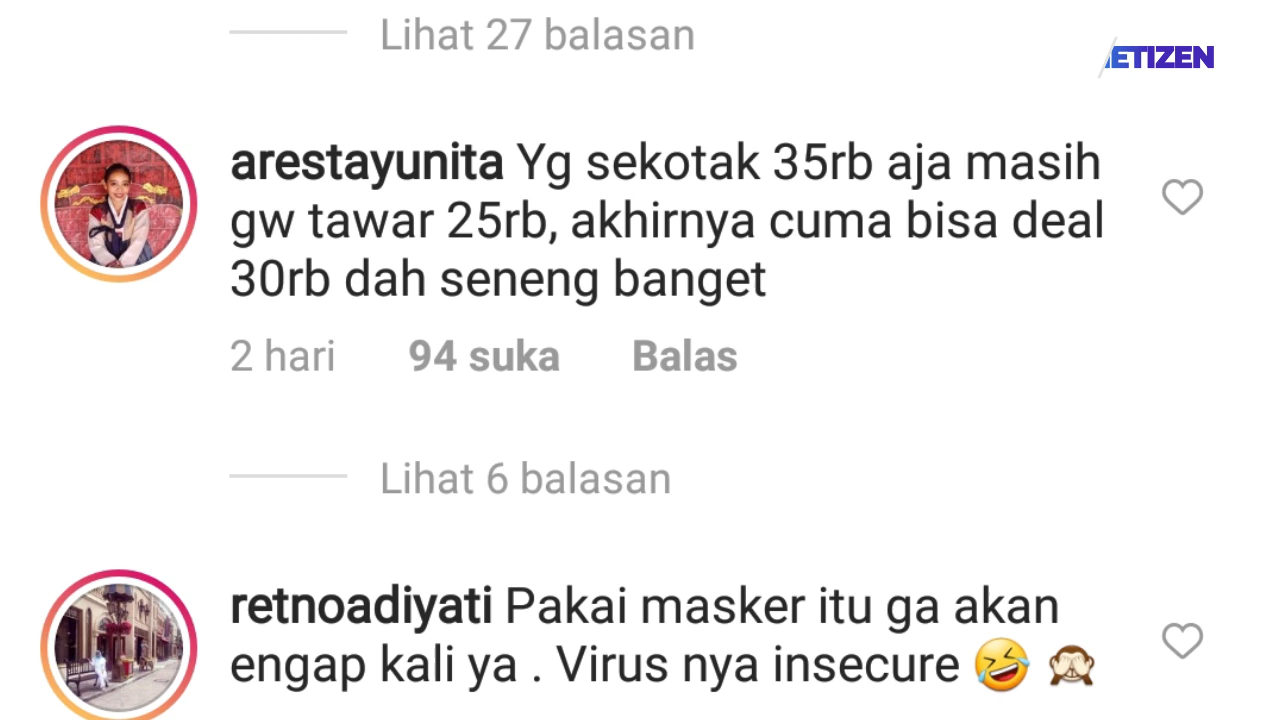 Lihat 27 balasan
ETIZEN
arestayunita Yg sekotak 35rb aja masih
gw tawar 25rb, akhirnya cuma bisa deal
30rb dah seneng banget
2 hari 94 suka Balas
Lihat 6 balasan
retnoadiyati Pakai masker itu ga akan
engap kali ya . Virus nya insecure 🤣 🙈